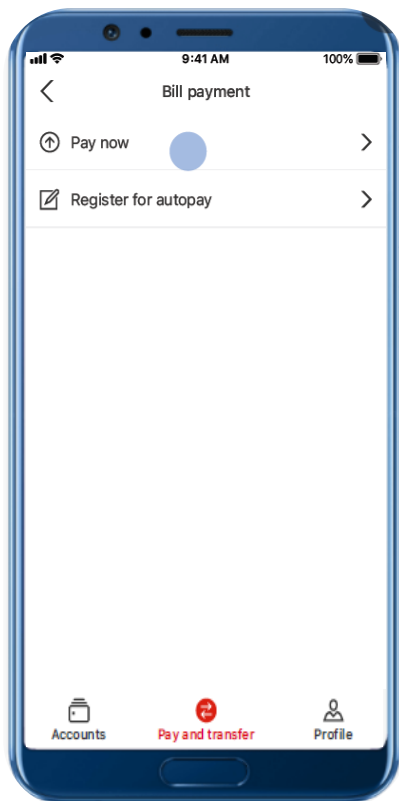 9:41 AM
100%
Bill payment
Pay now
Register for autopay
Accounts
Pay and transfer
Profile